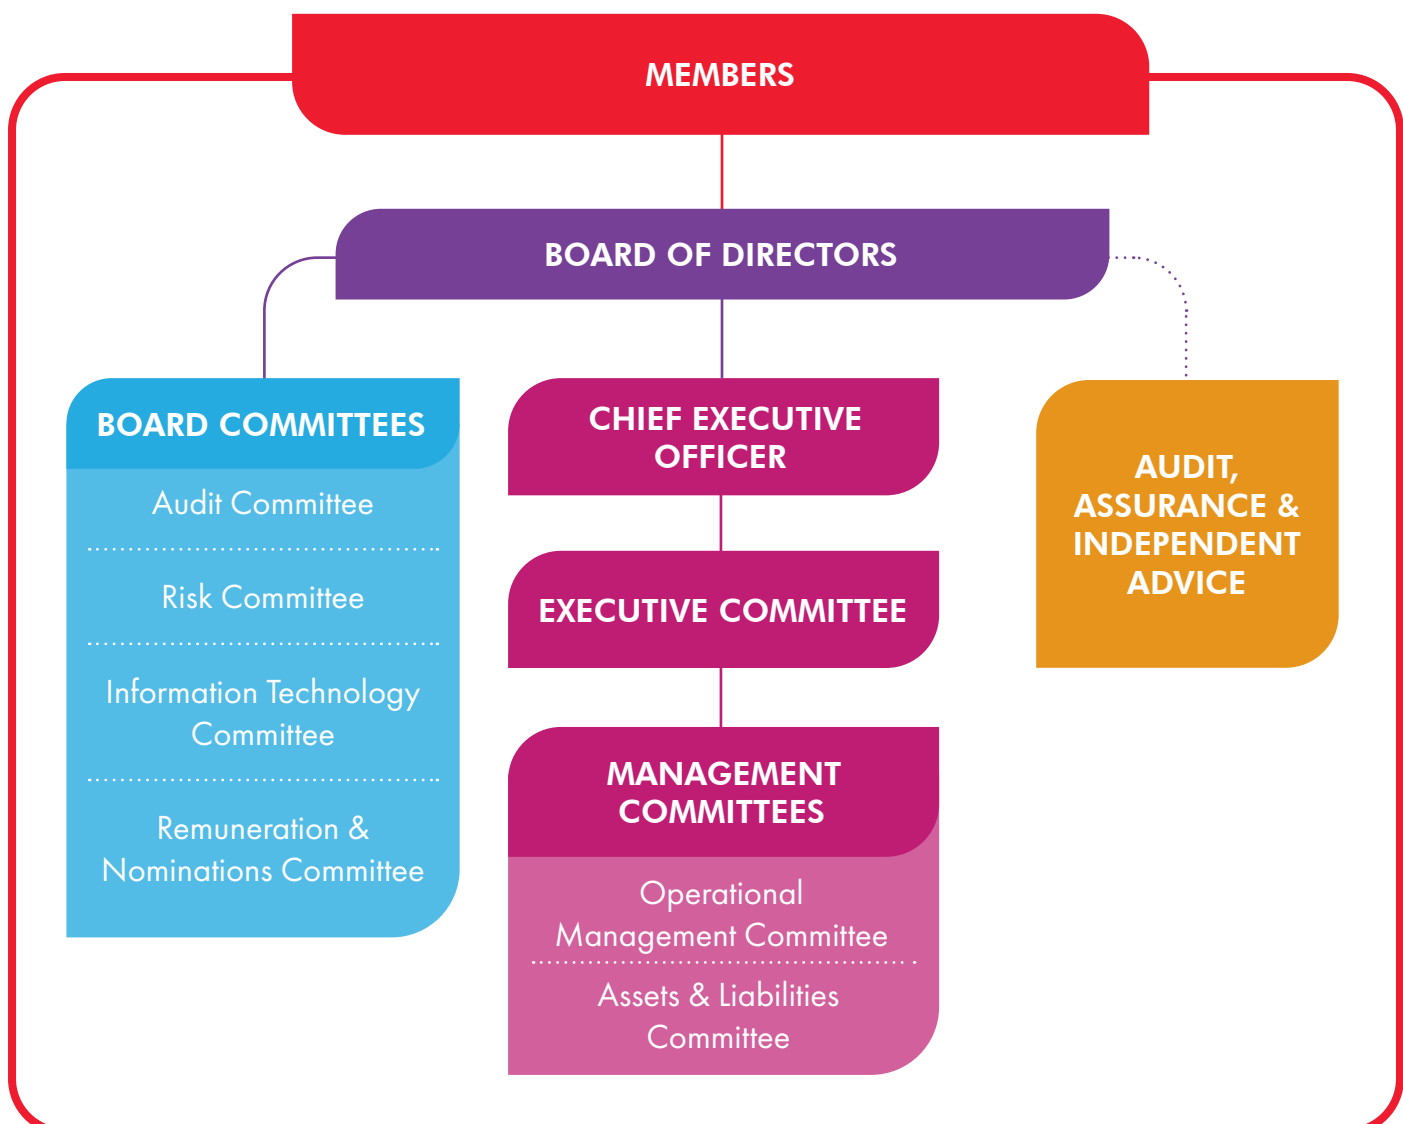 MEMBERS
BOARD OF DIRECTORS
BOARD COMMITTEES
Audit Committee
Risk Committee
Information Technology
Committee
Remuneration &
Nominations Committee
CHIEF EXECUTIVE
OFFICER
EXECUTIVE COMMITTEE
MANAGEMENT
COMMITTEES
Operational
Management Committee
Assets & Liabilities
Committee
AUDIT,
ASSURANCE &
INDEPENDENT
ADVICE